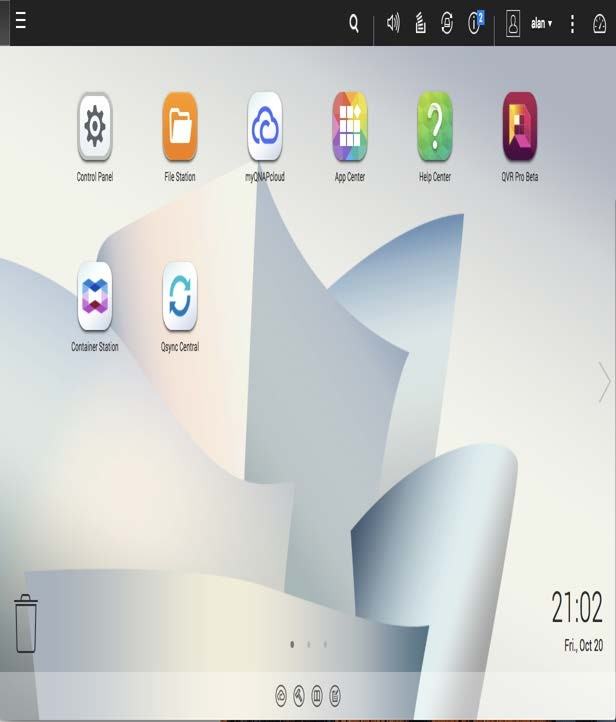 2
alan
Control Panel
File Station
myQNAPcloud
App Center
Help Center
QVR Pro Beta
Container Station
Qsync Central
21:02
Fri., Oct 20